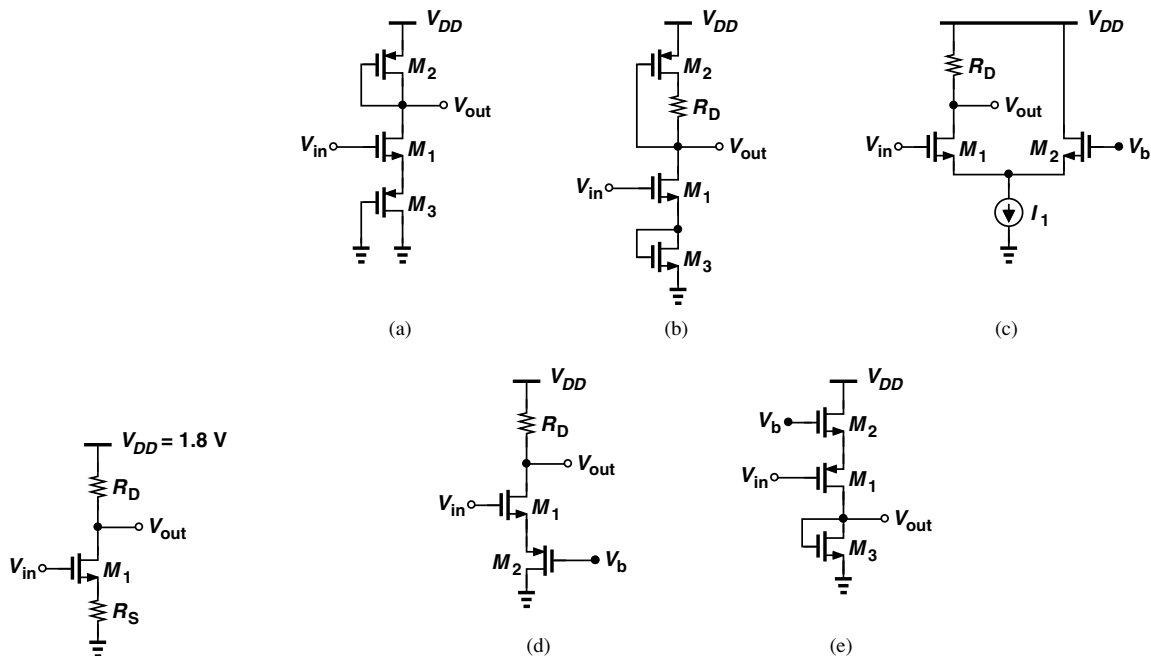 V_DD
M_2
V_out
V_in
M_1
M_3
(a)
V_DD
M_2
R_D
V_out
V_in
M_1
M_3
(b)
V_DD
R_D
V_out
V_in
M_1
M_2
V_b
I_1
(c)
V_DD = 1.8 V
R_D
V_out
V_in
M_1
R_S
V_DD
R_D
V_out
V_in
M_1
M_2
V_b
(d)
V_DD
V_b
M_2
V_in
M_1
V_out
M_3
(e)